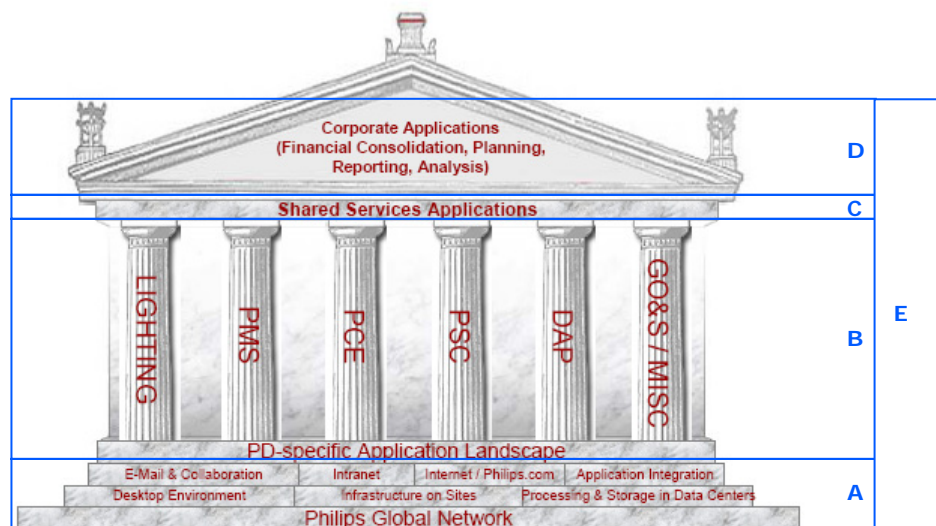 Corporate Applications
(Financial Consolidation, Planning,
Reporting, Analysis)
D
Shared Services Applications
C
LIGHTING
PMS
PCE
PSC
DAP
GO&S / MISC
B
E
PD-specific Application Landscape
E-Mail & Collaboration Intranet Internet / Philips.com Application Integration
A
Desktop Environment Infrastructure on Sites Processing & Storage in Data Centers
Philips Global Network